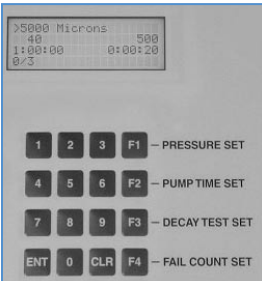 >5000 Microns
40 500
1:00:00 0:00:20
0/3
1 2 3 F1 – PRESSURE SET
4 5 6 F2 – PUMP TIME SET
7 8 9 F3 – DECAY TEST SET
ENT 0 CLR F4 – FAIL COUNT SET